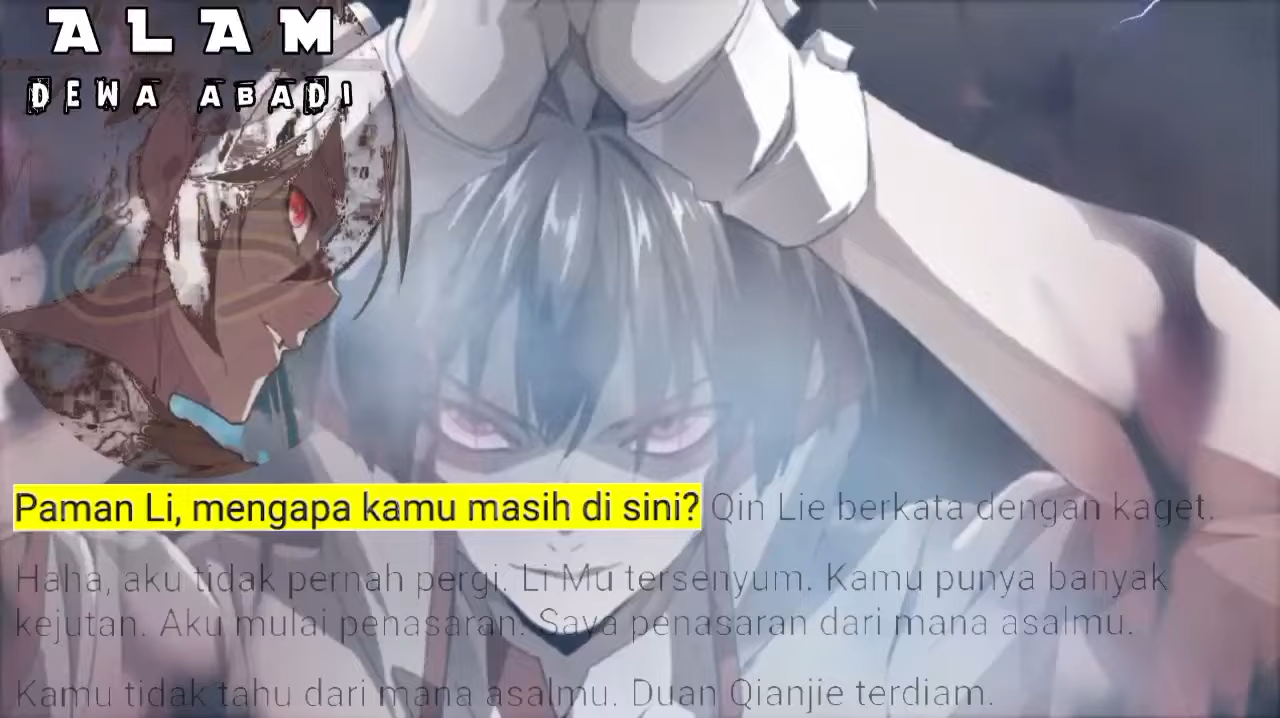 ALAM
DEWA ABADI
Paman Li, mengapa kamu masih di sini? Qin Lie berkata dengan kaget.
Haha, aku tidak pernah pergi. Li Mu tersenyum. Kamu punya banyak
kejutan. Aku mulai penasaran. Saya penasaran dari mana asalmu.
Kamu tidak tahu dari mana asalmu. Duan Qianjie terdiam.